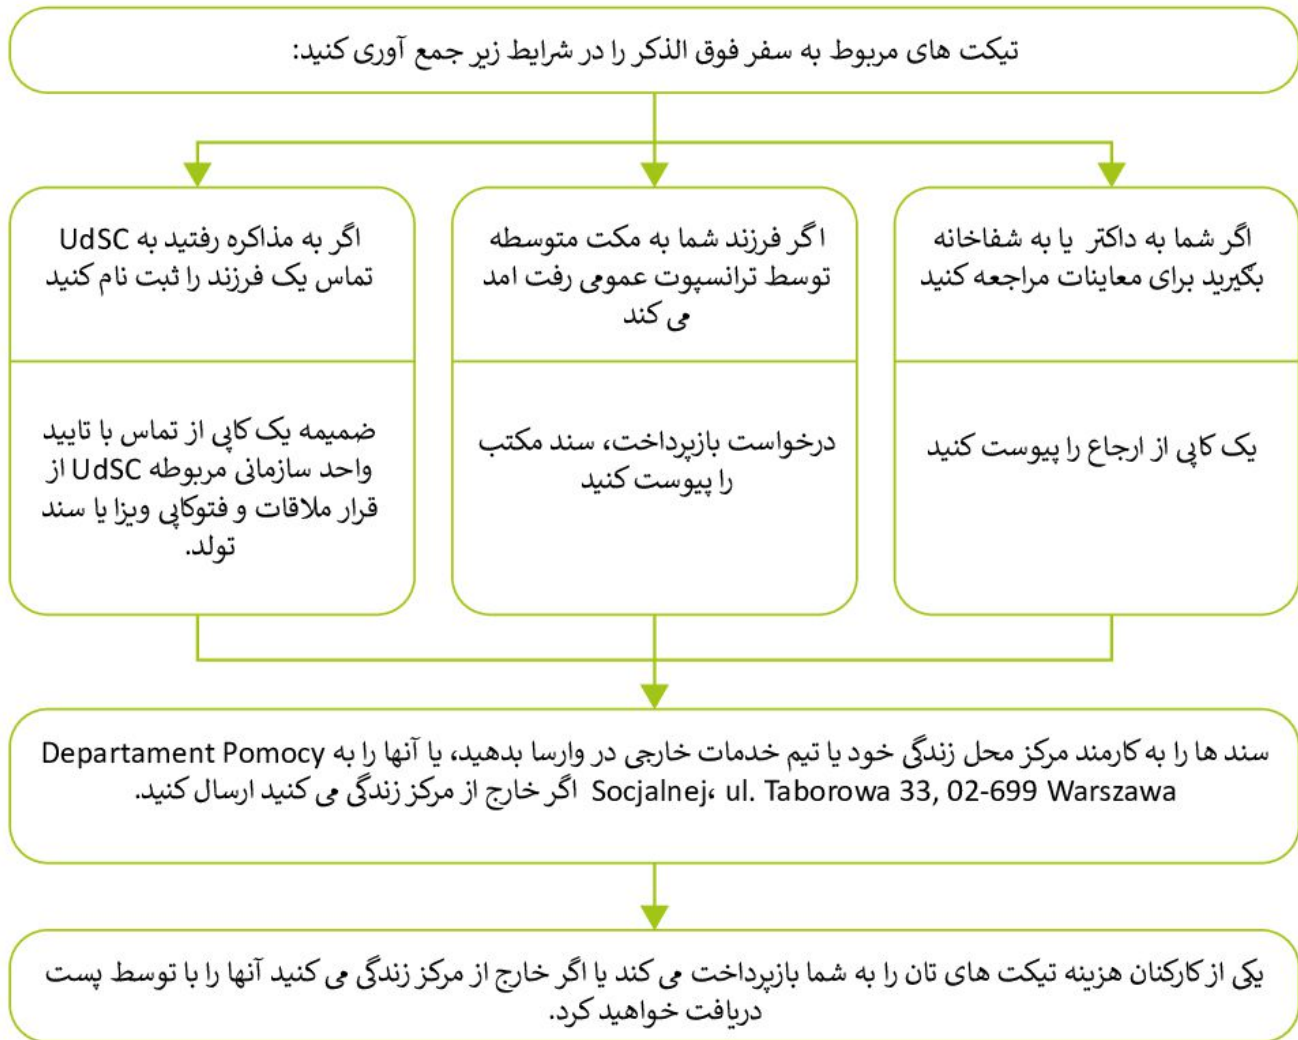 تیکت های مربوط به سفر فوق الذکر را در شرایط زیر جمع آوری کنید:
اگر شما به داکتر یا به شفاخانه
بگیرید برای معاینات مراجعه کنید
یک کاپی از ارجاع را پیوست کنید
اگر فرزند شما به مکت متوسطه
توسط ترانسپوت عمومی رفت امد
می کند
درخواست بازپرداخت، سند مکتب
را پیوست کنید
اگر به مذاکره رفتید به UdSC
تماس یک فرزند را ثبت نام کنید
ضمیمه یک کاپی از تماس با تایید
واحد سازمانی مربوطه UdSC از
قرار ملاقات و فتوکاپی ویزا یا سند
تولد.
سند ها را به کارمند مرکز محل زندگی خود یا تیم خدمات خارجی در وارسا بدهید، یا آنها را به Departament Pomocy
Socjalnej، ul. Taborowa 33, 02-699 Warszawa اگر خارج از مرکز زندگی می کنید ارسال کنید.
یکی از کارکنان هزینه تیکت های تان را به شما بازپرداخت می کند یا اگر خارج از مرکز زندگی می کنید آنها را با توسط پست
دریافت خواهید کرد.